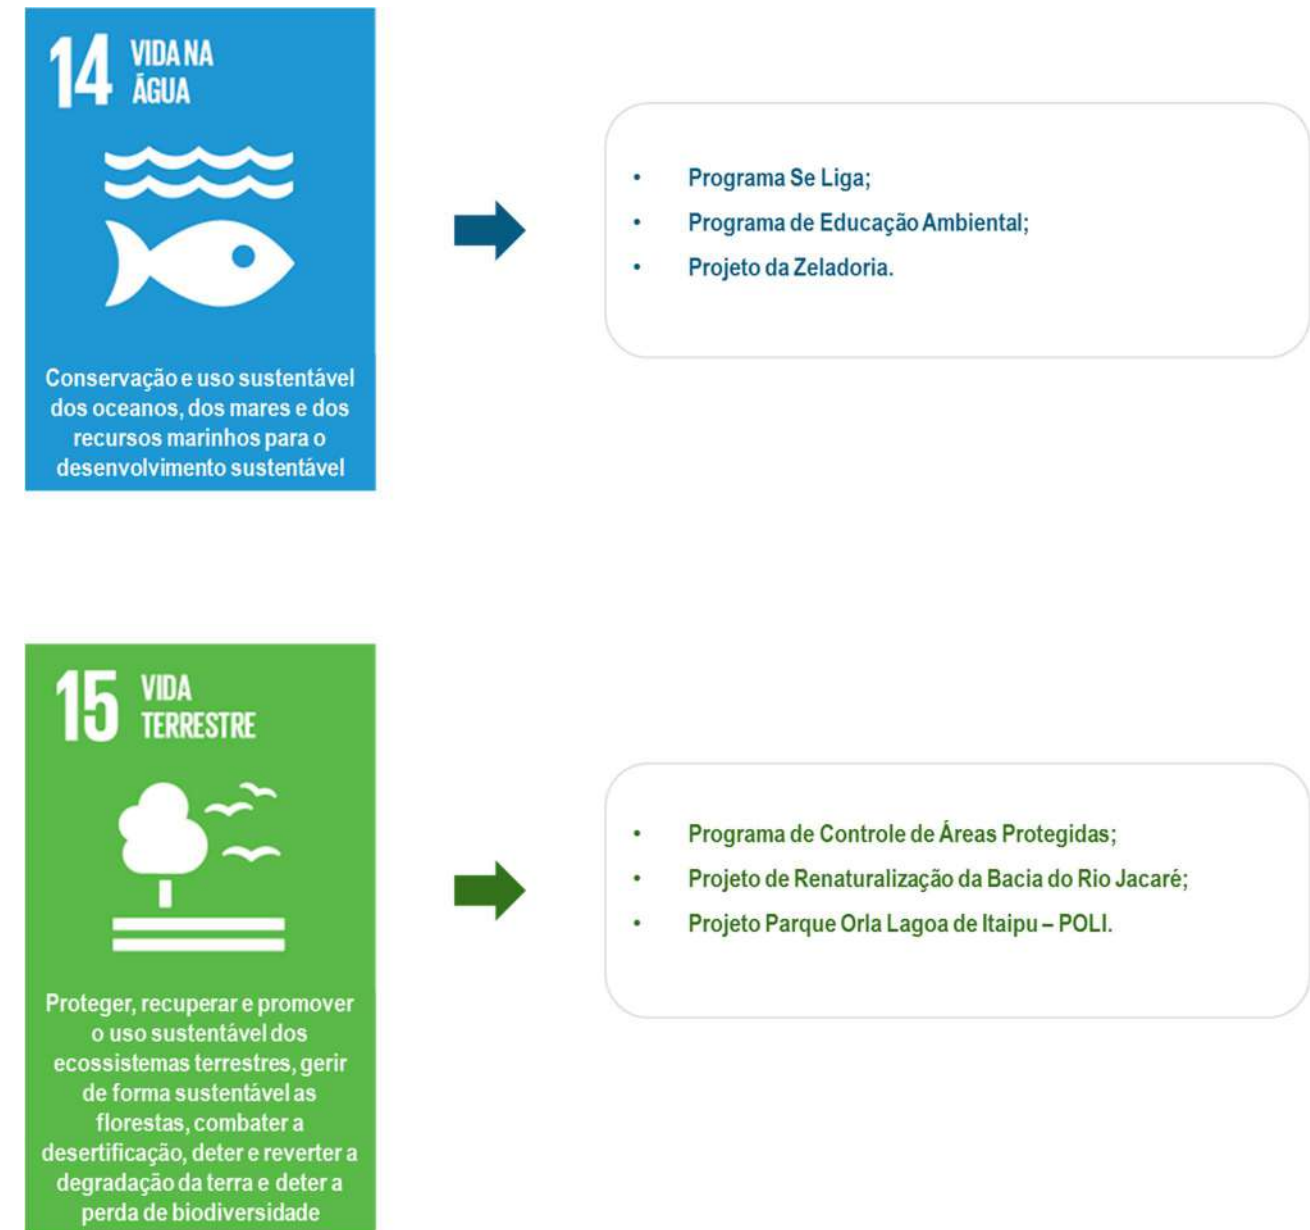 14 VIDA NA
ÁGUA
Conservação e uso sustentável
dos oceanos, dos mares e dos
recursos marinhos para o
desenvolvimento sustentável
• Programa Se Liga;
• Programa de Educação Ambiental;
• Projeto da Zeladoria.
15 VIDA
TERRESTRE
Proteger, recuperar e promover
o uso sustentável dos
ecossistemas terrestres, gerir
de forma sustentável as
florestas, combater a
desertificação, deter e reverter a
degradação da terra e deter a
perda de biodiversidade
• Programa de Controle de Áreas Protegidas;
• Projeto de Renaturalização da Bacia do Rio Jacaré;
• Projeto Parque Orla Lagoa de Itaipu – POLI.